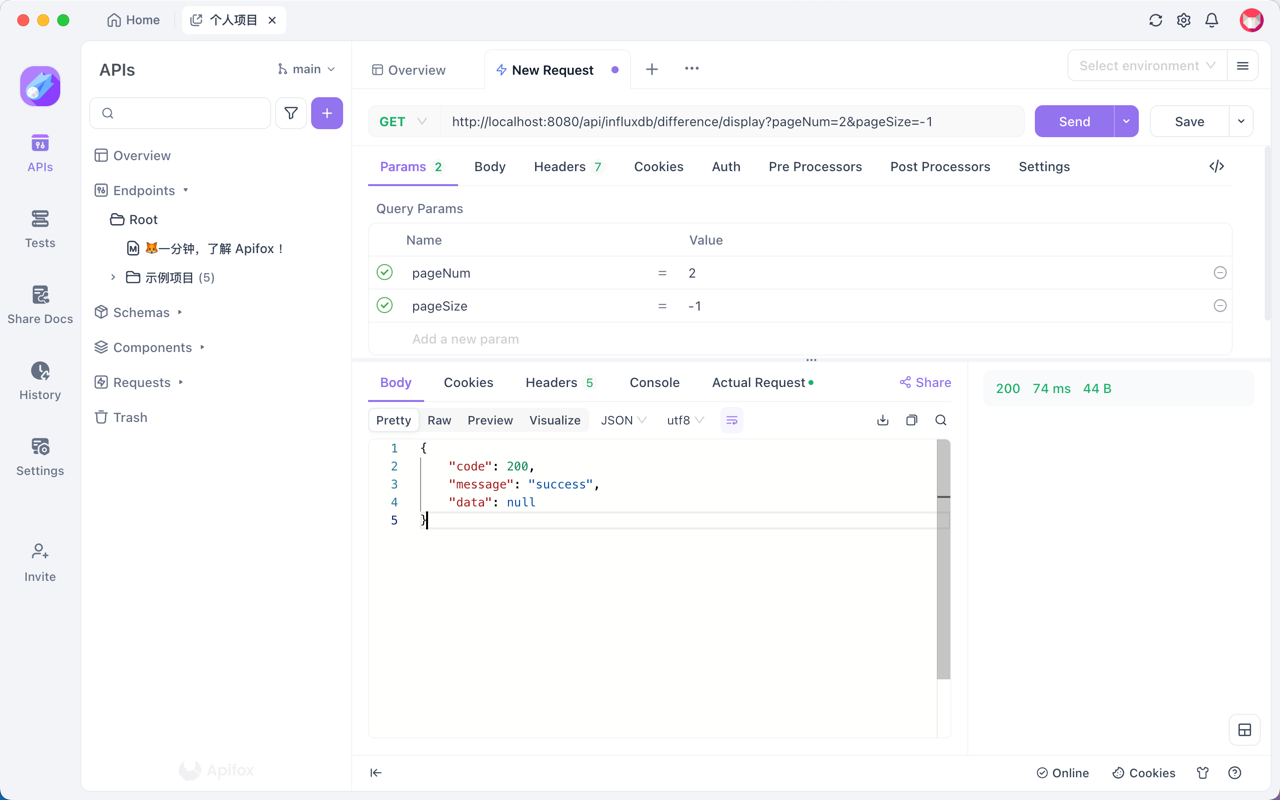 Home
个人项目
APIs
main
Overview
Endpoints
Root
🦊一分钟，了解 Apifox！
示例项目 (5)
Schemas
Components
Requests
Trash
APIs
Tests
Share Docs
History
Settings
Invite
Apifox
Overview
New Request
Select environment
GET
http://localhost:8080/api/influxdb/difference/display?pageNum=2&pageSize=-1
Send
Save
Params 2
Body
Headers 7
Cookies
Auth
Pre Processors
Post Processors
Settings
Query Params
Name Value
pageNum = 2
pageSize = -1
Add a new param
Body
Cookies
Headers 5
Console
Actual Request
Share
200 74 ms 44 B
Pretty
Raw
Preview
Visualize
JSON
utf8
1 {
2 "code": 200,
3 "message": "success",
4 "data": null
5 }
Online
Cookies